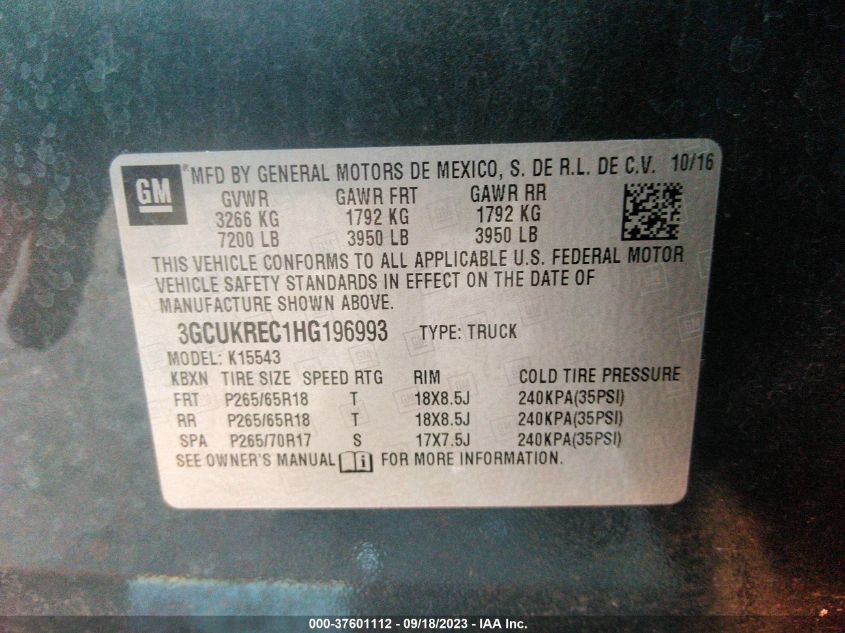 GM ® MFD BY GENERAL MOTORS DE MEXICO, S. DE R.L. DE C.V. 10/16
GVWR GAWR FRT GAWR RR
3266 KG 1792 KG 1792 KG
7200 LB 3950 LB 3950 LB
THIS VEHICLE CONFORMS TO ALL APPLICABLE U.S. FEDERAL MOTOR
VEHICLE SAFETY STANDARDS IN EFFECT ON THE DATE OF
MANUFACTURE SHOWN ABOVE.
3GCUKREC1HG196993 TYPE: TRUCK
MODEL: K15543
KBXN TIRE SIZE SPEED RTG RIM COLD TIRE PRESSURE
FRT P265/65R18 T 18X8.5J 240KPA(35PSI)
RR P265/65R18 T 18X8.5J 240KPA(35PSI)
SPA P265/70R17 S 17X7.5J 240KPA(35PSI)
SEE OWNER'S MANUAL FOR MORE INFORMATION.
000-37601112 - 09/18/2023 - IAA Inc.